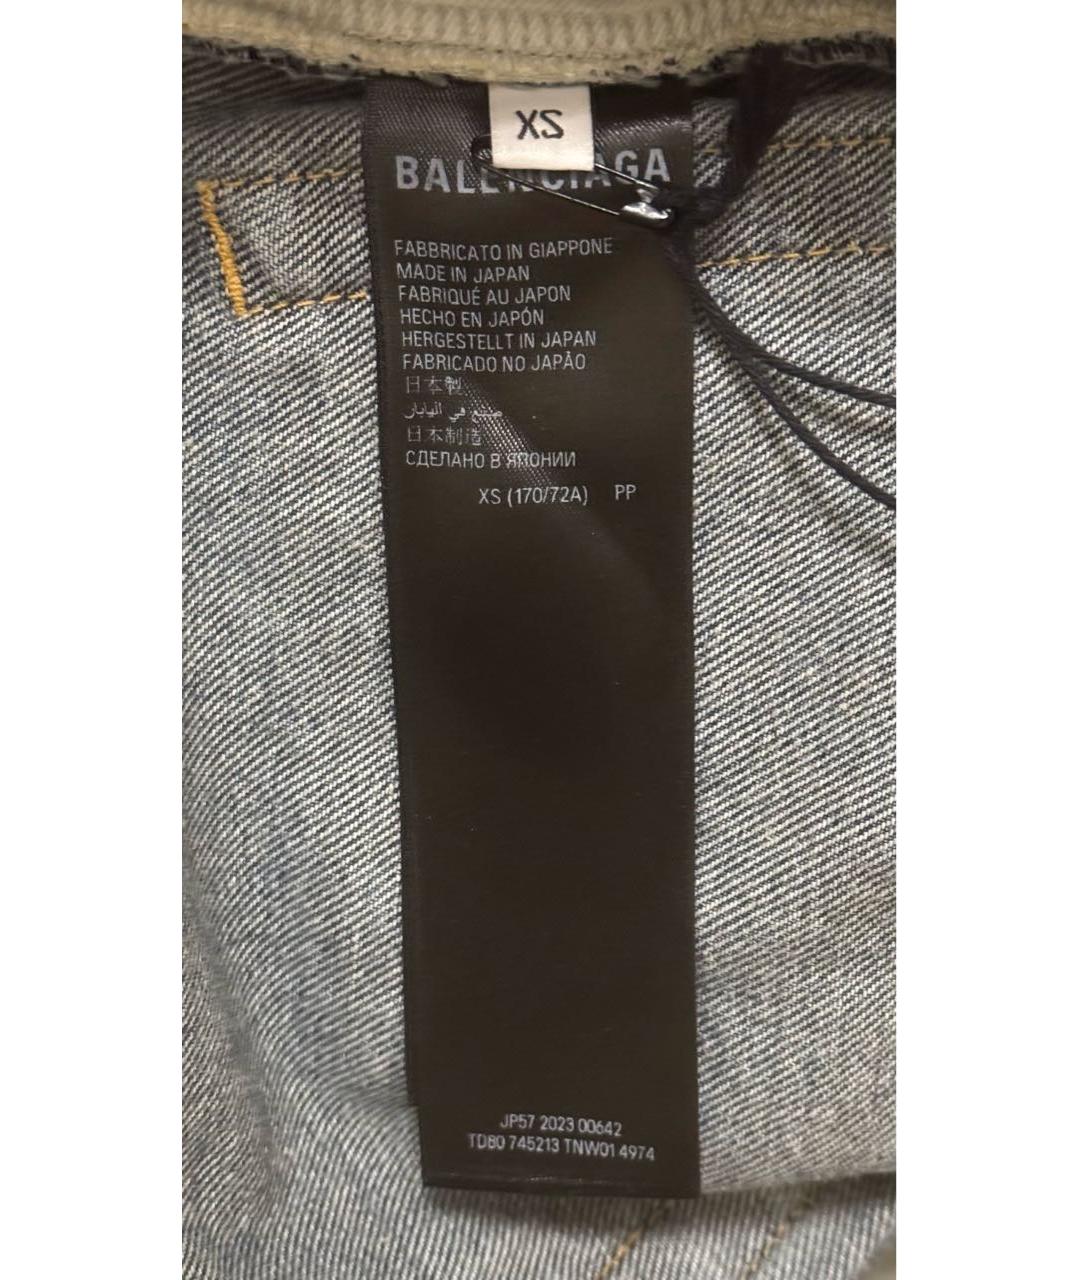 XS
BALENCIAGA
FABBRICATO IN GIAPPONE
MADE IN JAPAN
FABRIQUÉ AU JAPON
HECHO EN JAPÓN
HERGESTELLT IN JAPAN
FABRICADO NO JAPÃO
日本製
صنع في اليابان
日本制造
СДЕЛАНО В ЯПОНИИ
XS (170/72A) PP
JP57 2023 00642
TD80 745213 TNW01 4974